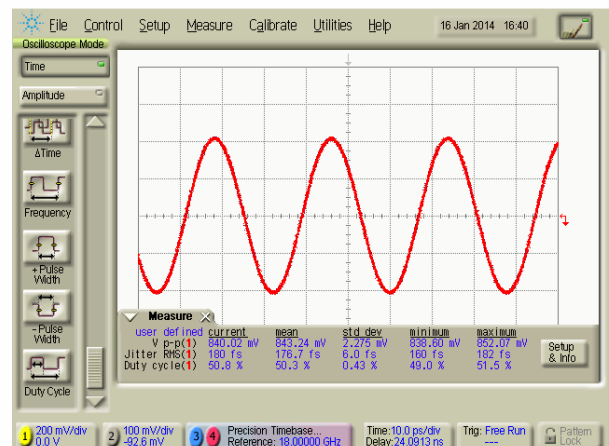 File Control Setup Measure Calibrate Utilities Help 16 Jan 2014 16:40
Oscilloscope Mode
Time
Amplitude
ΔTime
Frequency
+ Pulse
Width
- Pulse
Width
Duty Cycle
Measure
user defined current mean std dev minimum maximum
V p-p(1) 840.02 mV 843.24 mV 2.275 mV 838.60 mV 852.07 mV
Jitter RMS(1) 180 fs 176.7 fs 6.0 fs 160 fs 182 fs
Duty cycle(1) 50.8 % 50.3 % 0.43 % 49.0 % 51.5 %
Setup
& Info
1 200 mV/div 2 100 mV/div 3 4 Precision Timebase... Time:10.0 ps/div Trig: Free Run Pattern
0.0 V -92.6 mV Reference: 18.00000 GHz Delay:24.0913 ns --- Lock